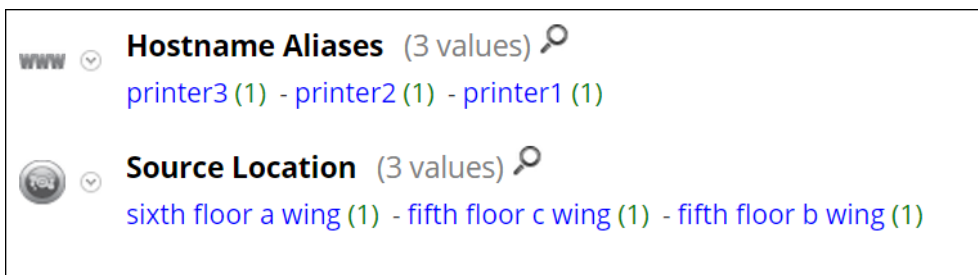 www Hostname Aliases (3 values)
printer3 (1) - printer2 (1) - printer1 (1)
Source Location (3 values)
sixth floor a wing (1) - fifth floor c wing (1) - fifth floor b wing (1)